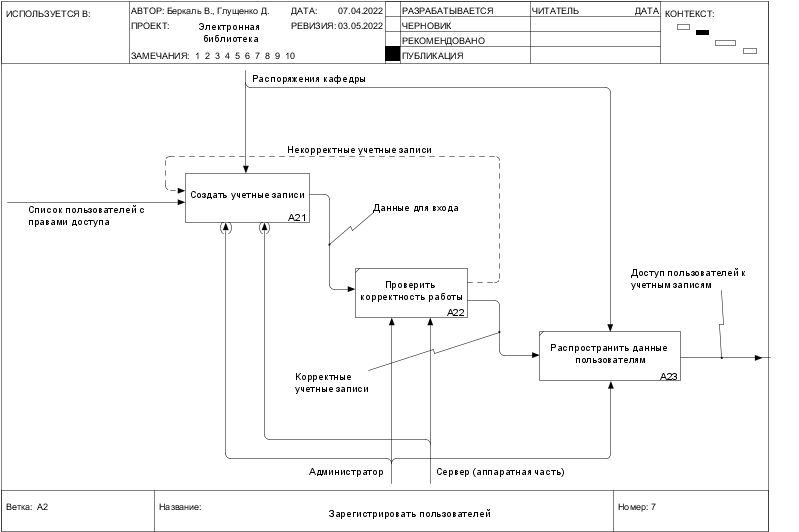 ИСПОЛЬЗУЕТСЯ В:
АВТОР: Беркаль В., Глущенко Д.
ДАТА: 07.04.2022
ПРОЕКТ: Электронная
библиотека
РЕВИЗИЯ: 03.05.2022
ЗАМЕЧАНИЯ: 1 2 3 4 5 6 7 8 9 10
РАЗРАБАТЫВАЕТСЯ
ЧЕРНОВИК
РЕКОМЕНДОВАНО
ПУБЛИКАЦИЯ
ЧИТАТЕЛЬ
ДАТА
КОНТЕКСТ:
Распоряжения кафедры
Некорректные учетные записи
Создать учетные записи
A21
Список пользователей с
правами доступа
Данные для входа
Проверить
корректность работы
A22
Доступ пользователей к
учетным записям
Распространить данные
пользователям
A23
Корректные
учетные записи
Администратор
Сервер (аппаратная часть)
Ветка: A2
Название:
Зарегистрировать пользователей
Номер: 7